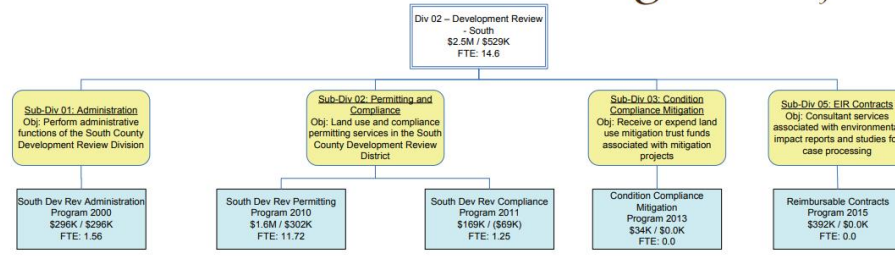 Div 02 – Development Review
- South
$2.5M / $529K
FTE: 14.6
Sub-Div 01: Administration
Obj: Perform administrative
functions of the South County
Development Review Division
Sub-Div 02: Permitting and
Compliance
Obj: Land use and compliance
permitting services in the South
County Development Review
District
Sub-Div 03: Condition
Compliance Mitigation
Obj: Receive or expend land
use mitigation trust funds
associated with mitigation
projects
Sub-Div 05: EIR Contracts
Obj: Consultant services
associated with environmenta
impact reports and studies fo
case processing
South Dev Rev Administration
Program 2000
$296K / $296K
FTE: 1.56
South Dev Rev Permitting
Program 2010
$1.6M / $302K
FTE: 11.72
South Dev Rev Compliance
Program 2011
$169K / ($69K)
FTE: 1.25
Condition Compliance
Mitigation
Program 2013
$34K / $0.0K
FTE: 0.0
Reimbursable Contracts
Program 2015
$392K / $0.0K
FTE: 0.0